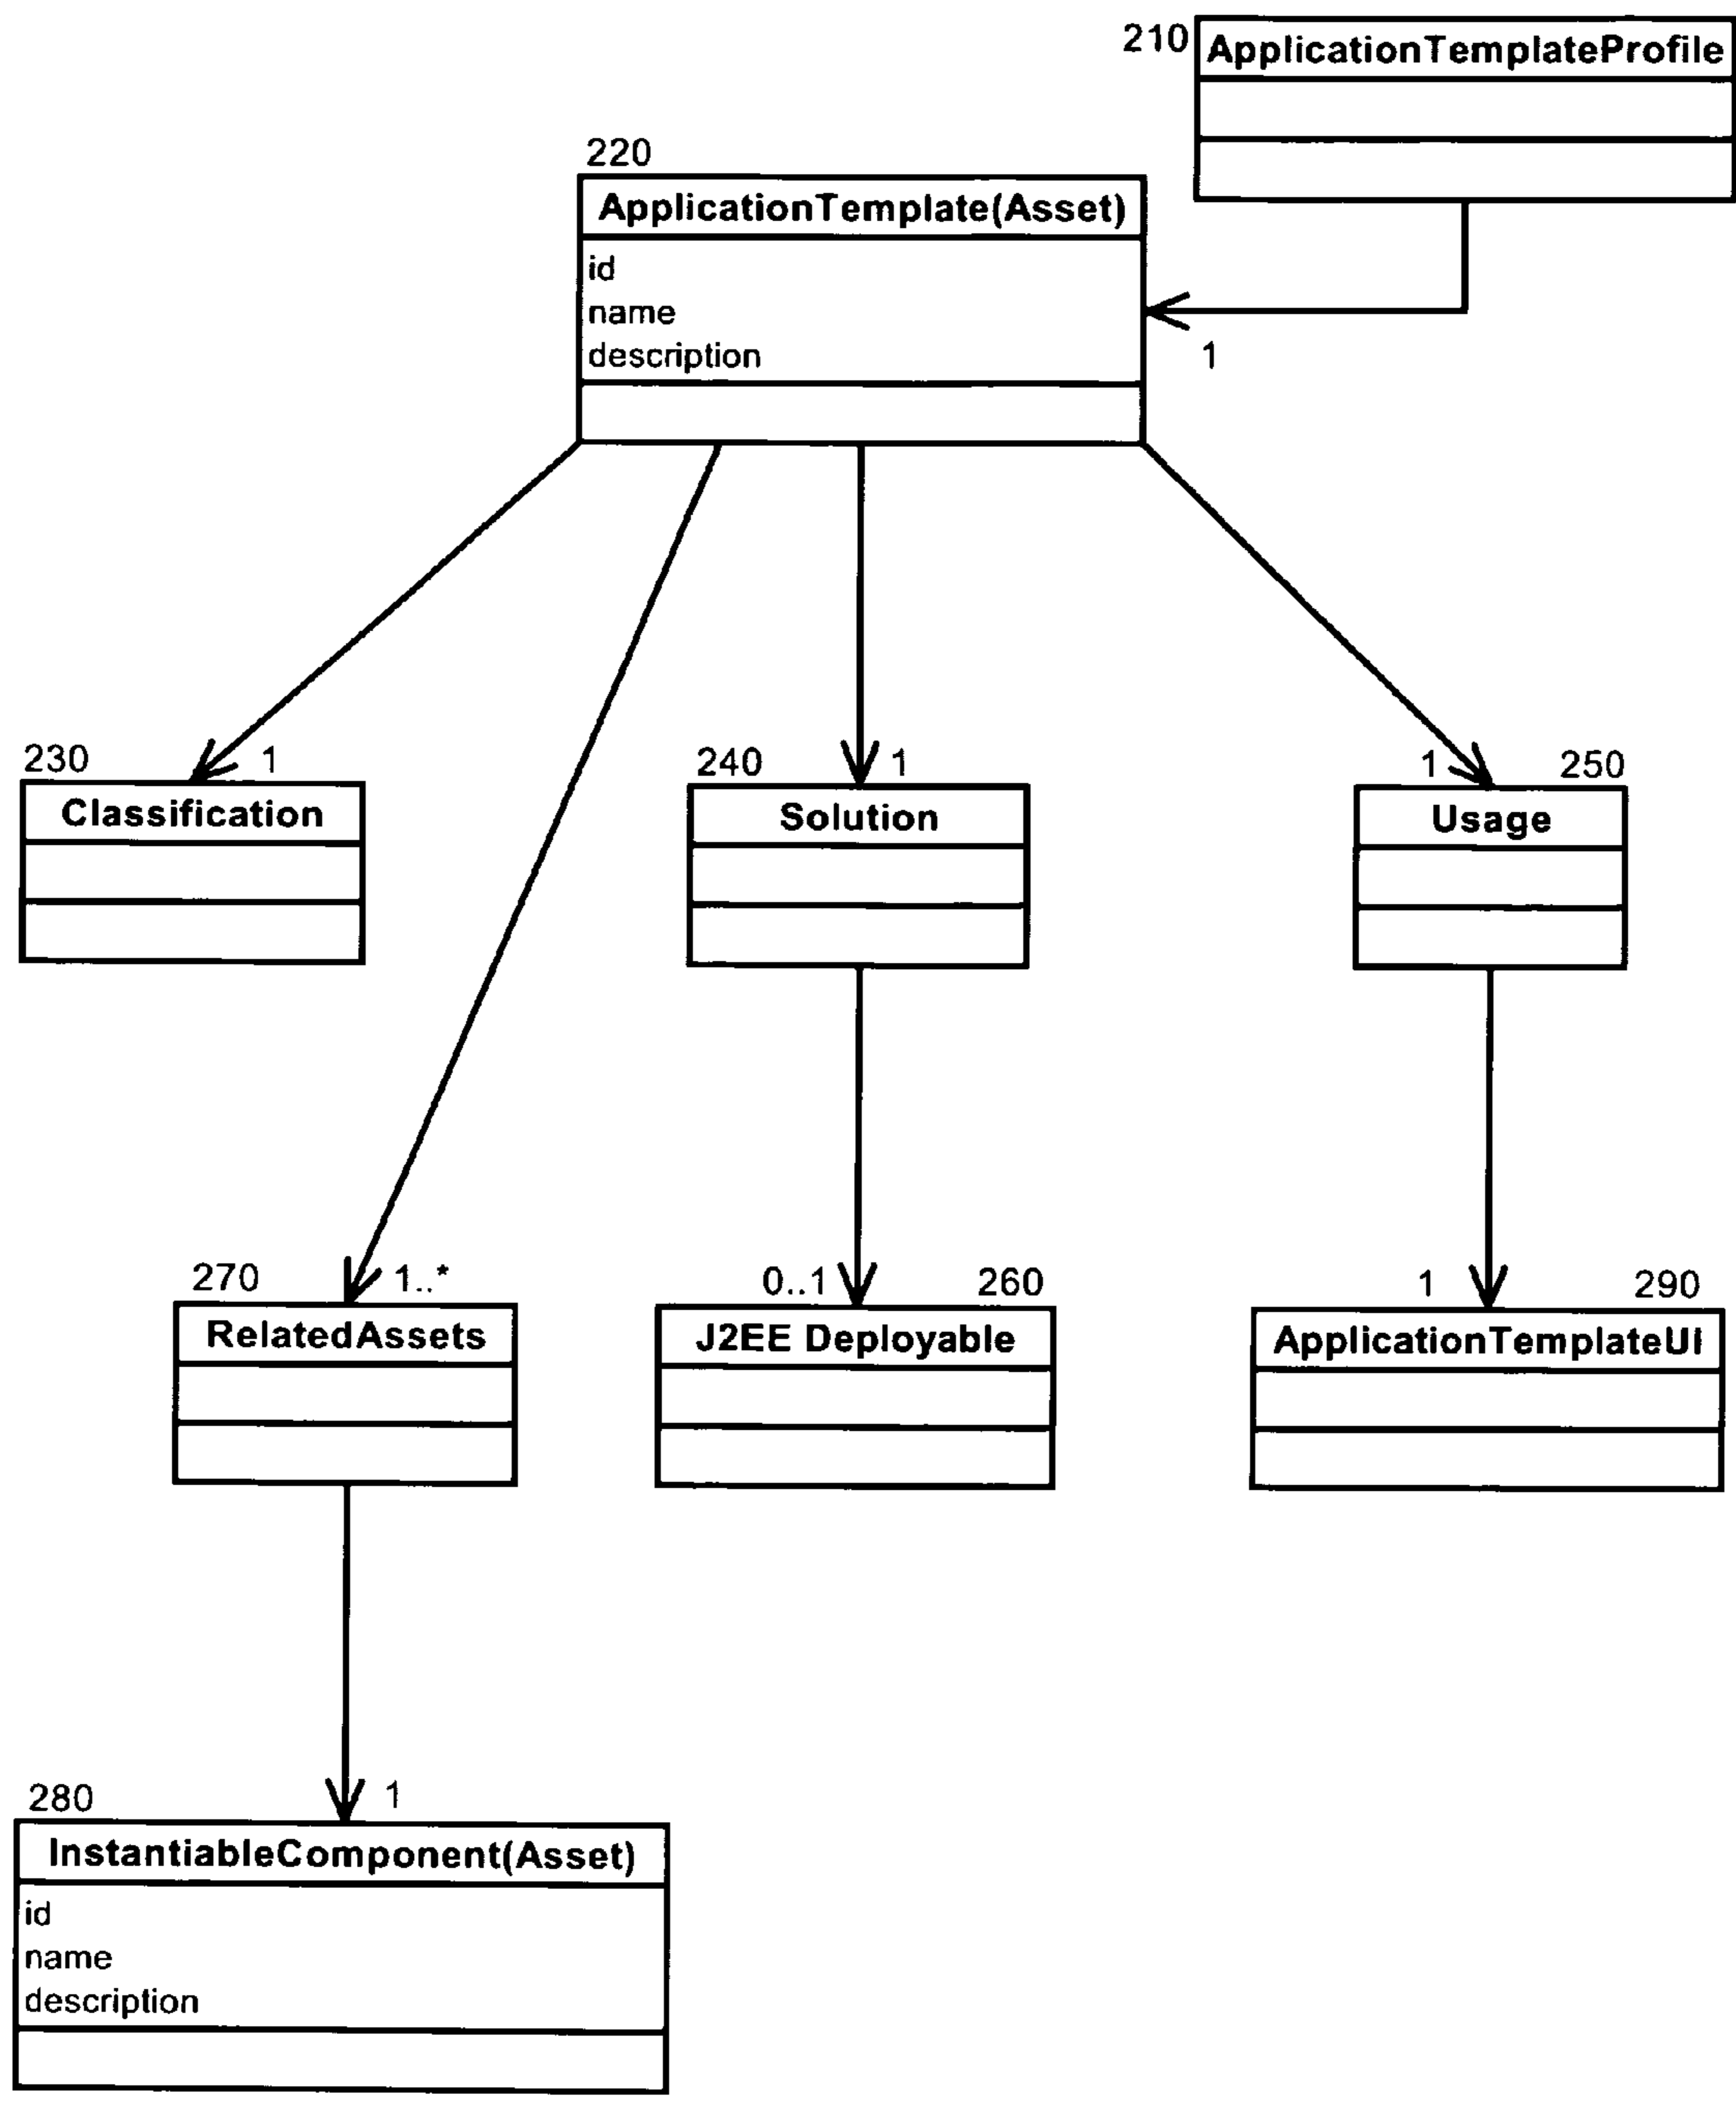 210
ApplicationTemplateProfile
220
ApplicationTemplate(Asset)
id
name
description
1
230
1
Classification
240
1
Solution
1
250
Usage
270
1..*
RelatedAssets
0..1
260
J2EE Deployable
1
290
ApplicationTemplateUI
280
1
InstantiableComponent(Asset)
id
name
description